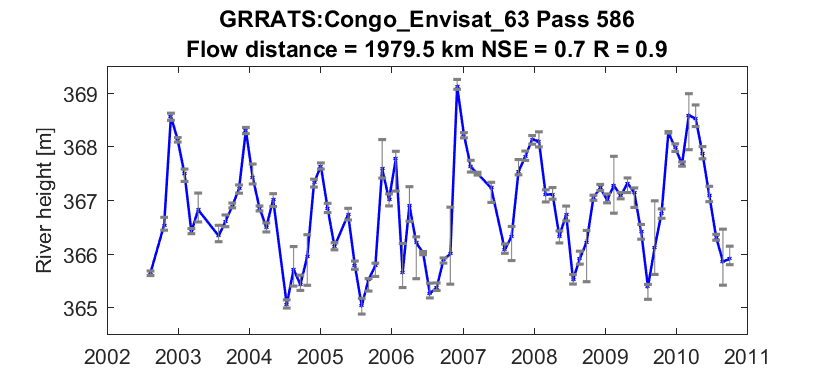 GRRATS:Congo_Envisat_63 Pass 586
Flow distance = 1979.5 km NSE = 0.7 R = 0.9
River height [m]
369
368
367
366
365
2002 2003 2004 2005 2006 2007 2008 2009 2010 2011